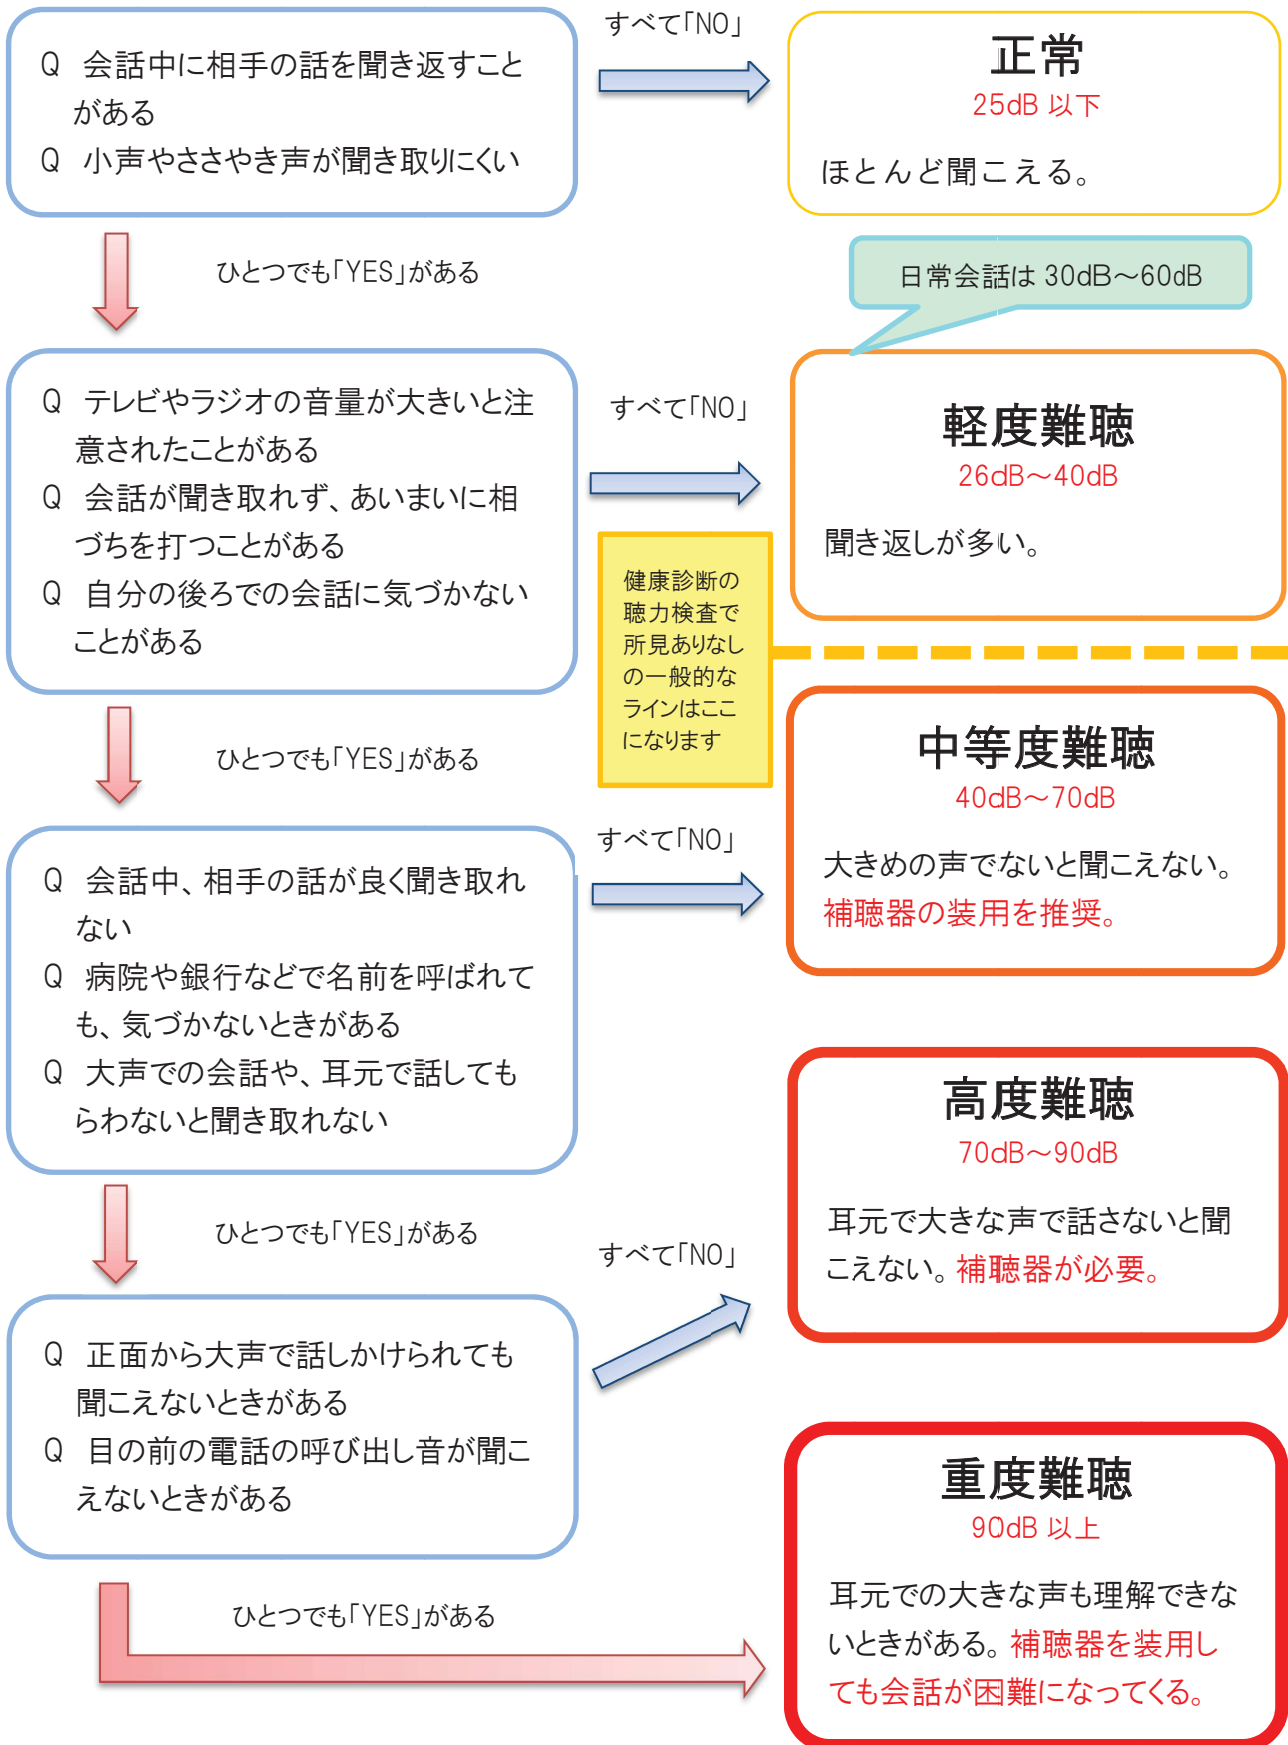 Q 会話中に相手の話を聞き返すこと
がある
Q 小声やささやき声が聞き取りにくい
すべて「NO」
正常
25dB 以下
ほとんど聞こえる。
ひとつでも「YES」がある
日常会話は 30dB～60dB
Q テレビやラジオの音量が大きいと注
意されたことがある
Q 会話が聞き取れず、あいまいに相
づちを打つことがある
Q 自分の後ろでの会話に気づかない
ことがある
すべて「NO」
軽度難聴
26dB～40dB
聞き返しが多い。
健康診断の
聴力検査で
所見ありなし
の一般的な
ラインはここ
になります
ひとつでも「YES」がある
中等度難聴
40dB～70dB
大きめの声でないと聞こえない。
補聴器の装用を推奨。
Q 会話中、相手の話が良く聞き取れ
ない
Q 病院や銀行などで名前を呼ばれて
も、気づかないときがある
Q 大声での会話や、耳元で話しても
らわないと聞き取れない
すべて「NO」
高度難聴
70dB～90dB
耳元で大きな声で話さないと聞
こえない。補聴器が必要。
ひとつでも「YES」がある
すべて「NO」
Q 正面から大声で話しかけられても
聞こえないときがある
Q 目の前の電話の呼び出し音が聞こ
えないときがある
重度難聴
90dB 以上
耳元での大きな声も理解できな
いときがある。補聴器を装用し
ても会話が困難になってくる。
ひとつでも「YES」がある